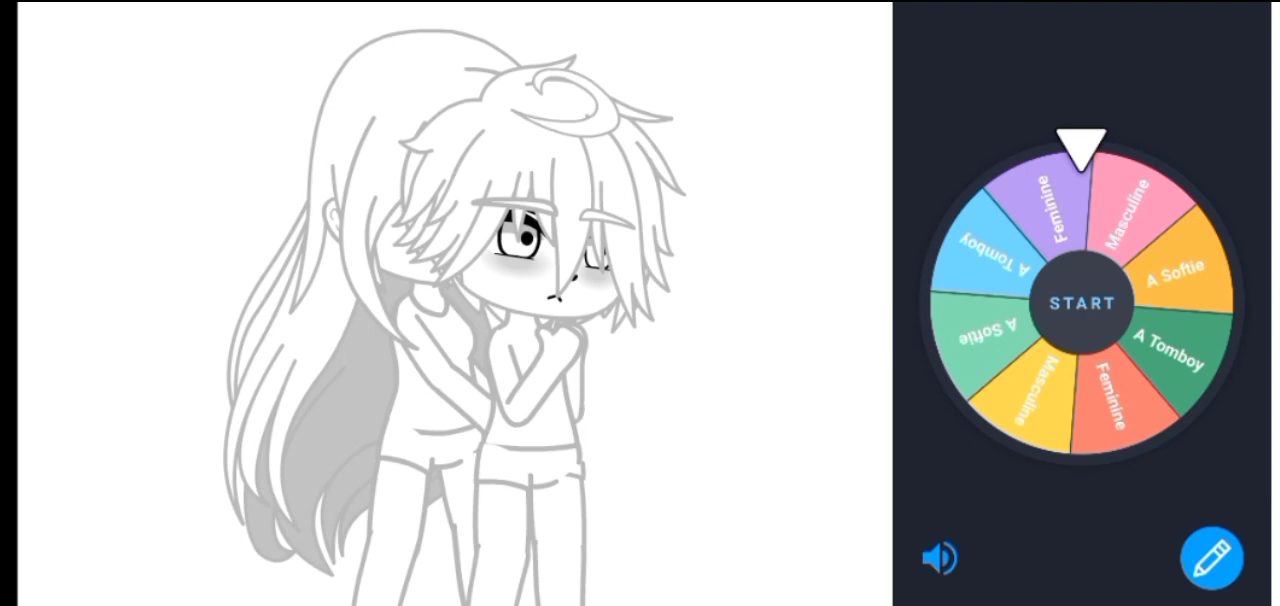 Feminine
Masculine
A Softie
A Tomboy
Feminine
Masculine
A Softie
A Tomboy
START